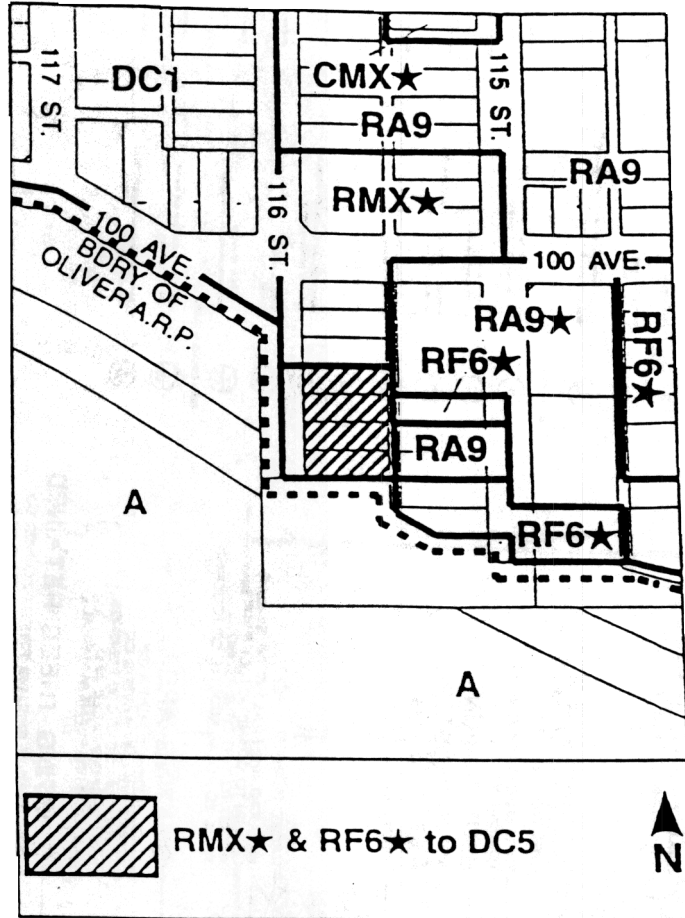 DC1
117 ST.
CMX★
RA9
115 ST.
RMX★
RA9
116 ST.
100 AVE.
BDRY. OF
OLIVER A.R.P.
100 AVE.
RA9★
RF6★
RF6★
RA9
RF6★
A
A
RMX★ & RF6★ to DC5
N